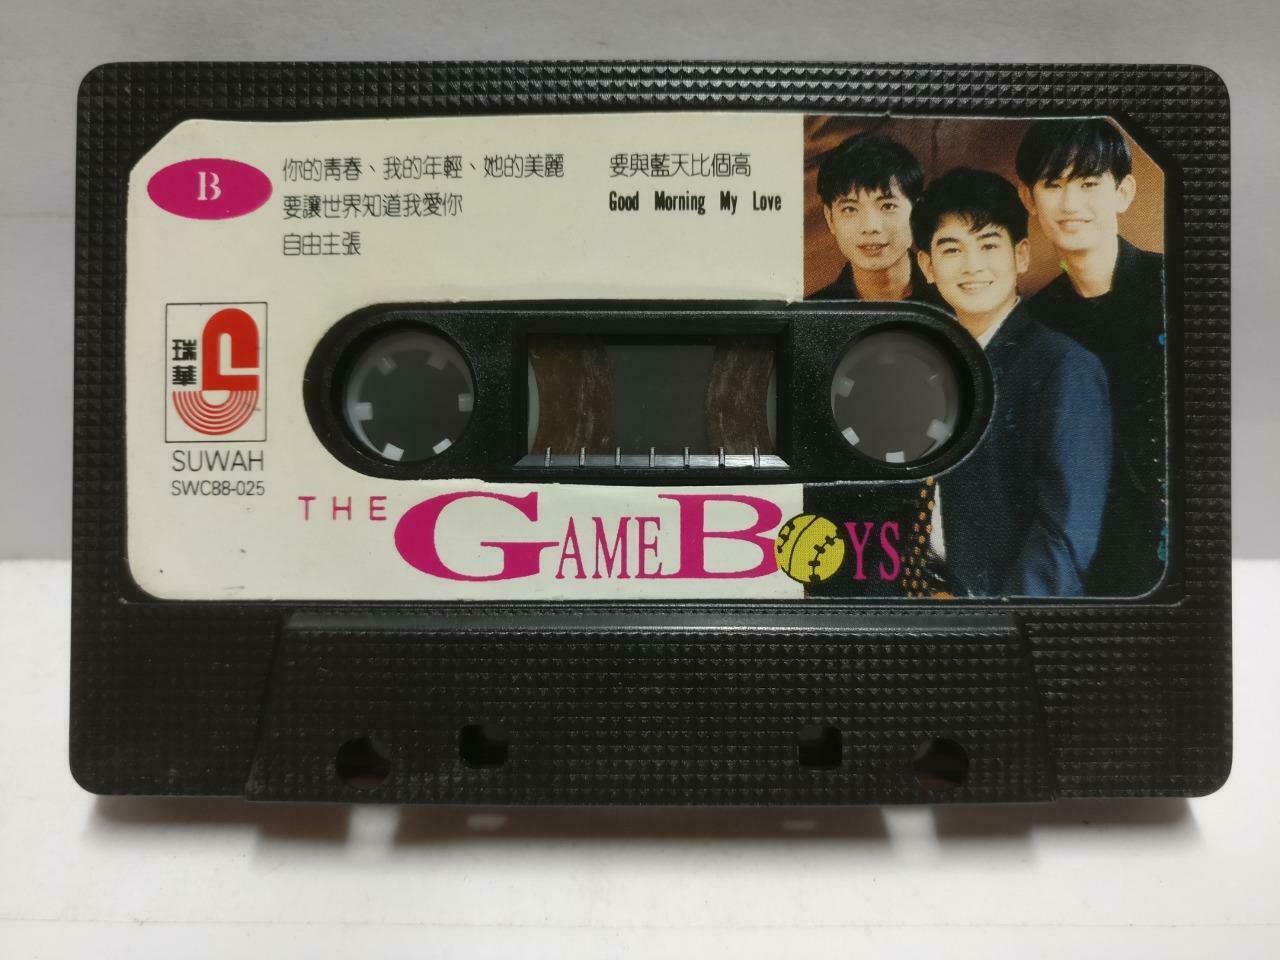 B
你的青春、我的年輕、她的美麗
要讓世界知道我愛你
自由主張
要與藍天比個高
Good Morning My Love
瑞華
SUWAH
SWC88-025
THE GAME BOYS